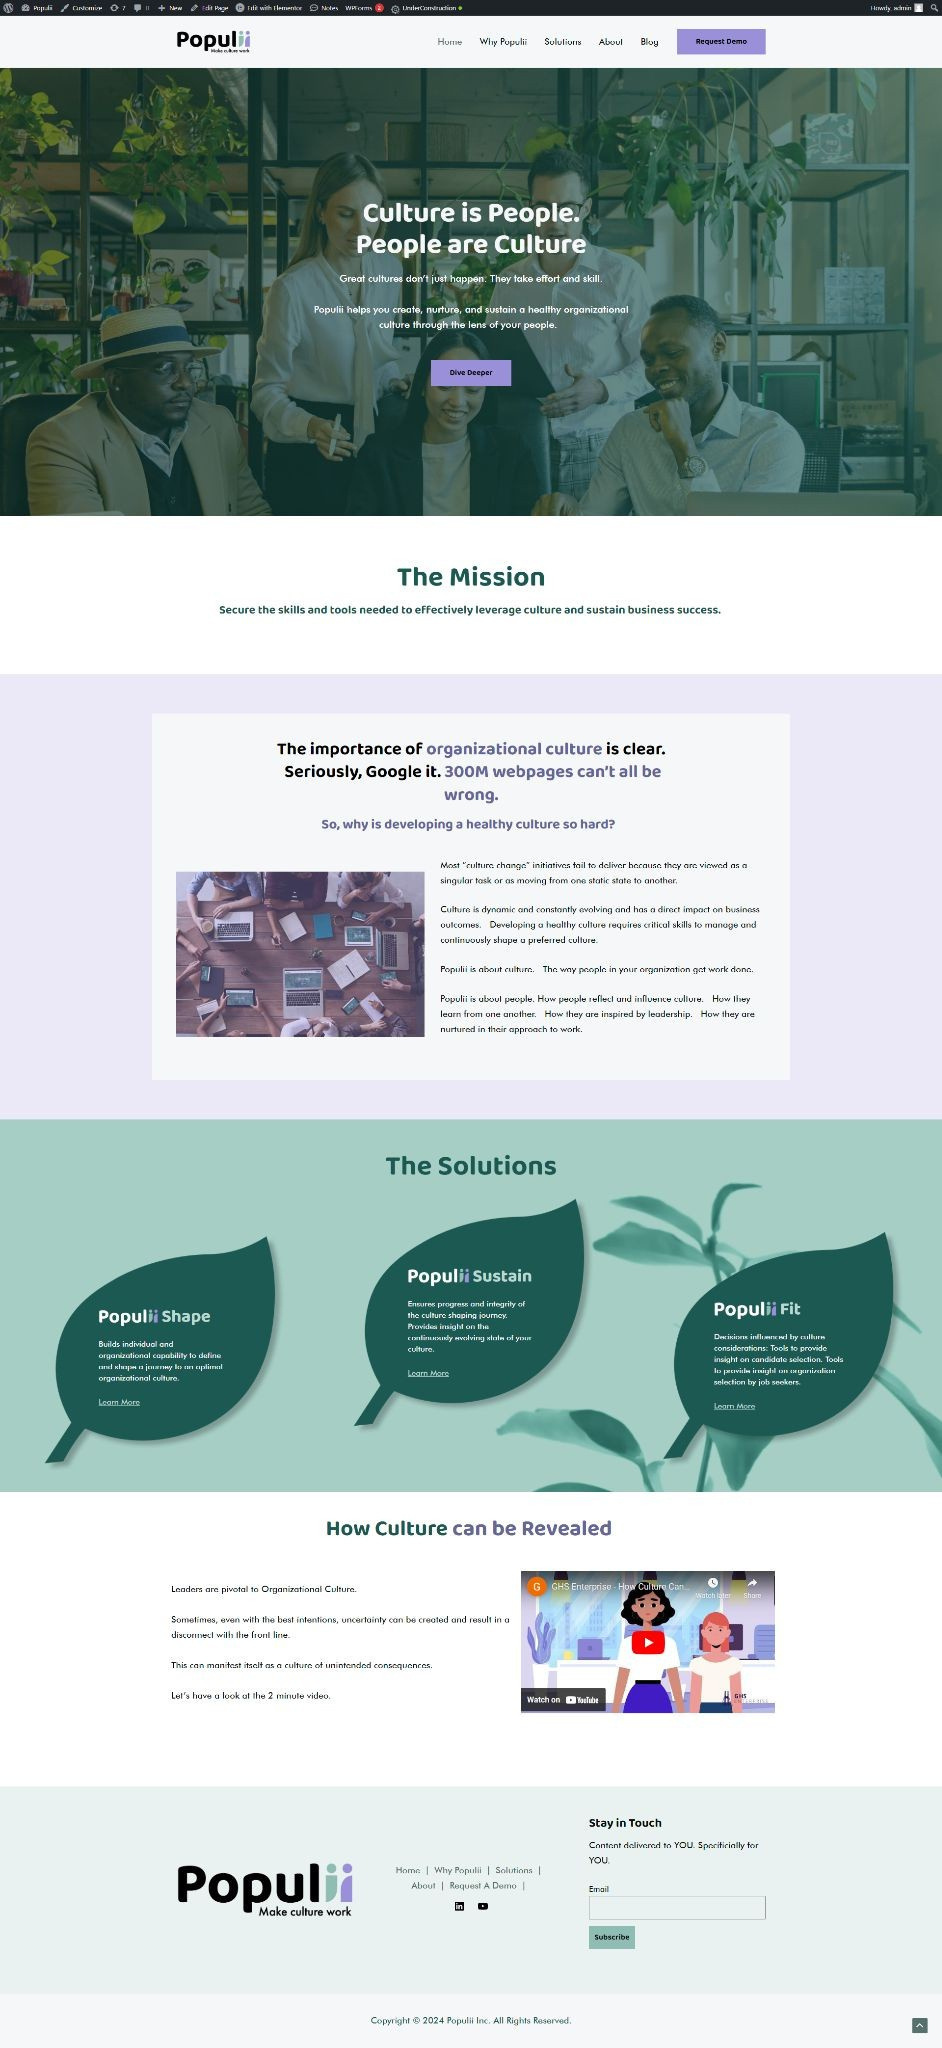 Populii
Customize
7
0
New
Edit Page
Edit with Elementor
Notes
WPForms 2
UnderConstruction
Howdy, admin
Populii
Make culture work
Home
Why Populii
Solutions
About
Blog
Request Demo
Culture is People.
People are Culture
Great cultures don't just happen. They take effort and skill.
Populii helps you create, nurture, and sustain a healthy organizational
culture through the lens of your people.
Dive Deeper
The Mission
Secure the skills and tools needed to effectively leverage culture and sustain business success.
The importance of organizational culture is clear.
Seriously, Google it. 300M webpages can't all be
wrong.
So, why is developing a healthy culture so hard?
Most "culture change" initiatives fail to deliver because they are viewed as a
singular task or as moving from one static state to another.
Culture is dynamic and constantly evolving and has a direct impact on business
outcomes. Developing a healthy culture requires critical skills to manage and
continuously shape a preferred culture.
Populii is about culture. The way people in your organization get work done.
Populii is about people. How people reflect and influence culture. How they
learn from one another. How they are inspired by leadership. How they are
nurtured in their approach to work.
The Solutions
Populii Shape
Builds individual and
organizational capability to define
and shape a journey to an optimal
organizational culture.
Learn More
Populii Sustain
Ensures progress and integrity of
the culture shaping journey.
Provides insight on the
continuously evolving state of your
culture.
Learn More
Populii Fit
Decisions influenced by culture
considerations: Tools to provide
insight on candidate selection. Tools
to provide insight on organization
selection by job seekers.
Learn More
How Culture can be Revealed
Leaders are pivotal to Organizational Culture.
Sometimes, even with the best intentions, uncertainty can be created and result in a
disconnect with the front line.
This can manifest itself as a culture of unintended consequences.
Let's have a look at the 2 minute video.
G
GHS Enterprise - How Culture Can...
Watch later
Share
GHS
Watch on YouTube
Populii
Make culture work
Home | Why Populii | Solutions |
About | Request A Demo |
Stay in Touch
Content delivered to YOU. Specificially for
YOU.
Email
Subscribe
Copyright © 2024 Populii Inc. All Rights Reserved.